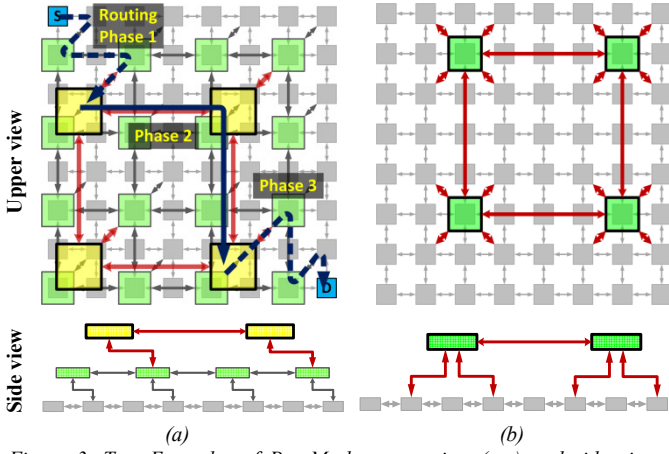 S
Routing
Phase 1
Phase 2
Phase 3
D
Upper view
Side view
(a)
(b)